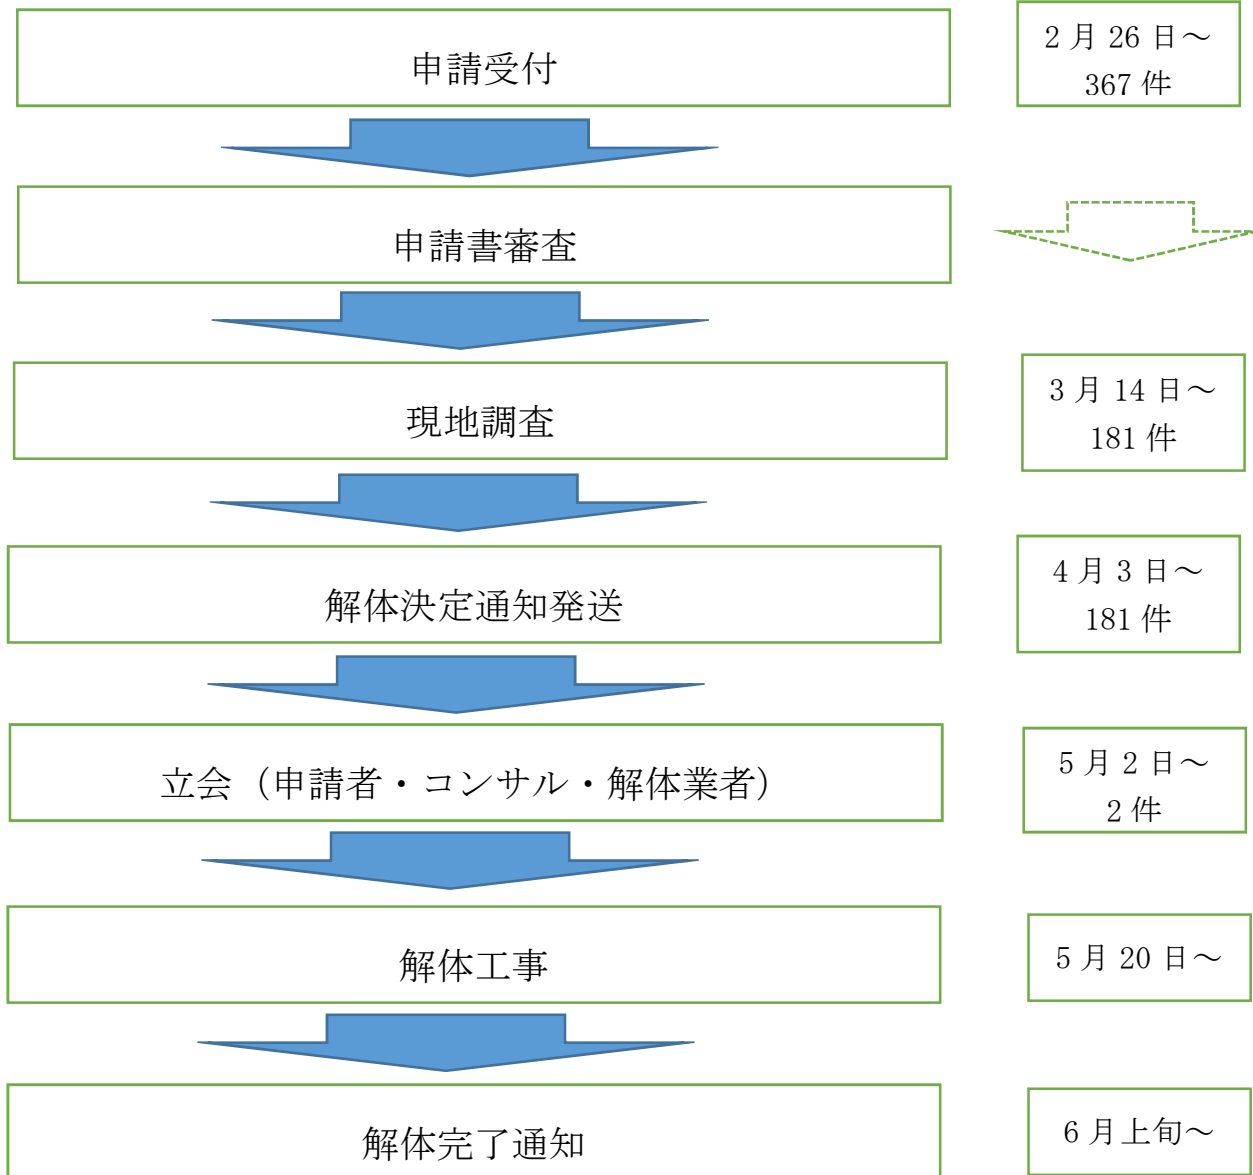 申請受付
2月26日～
367件
申請書審査
現地調査
3月14日～
181件
解体決定通知発送
4月3日～
181件
立会（申請者・コンサル・解体業者）
5月2日～
2件
解体工事
5月20日～
解体完了通知
6月上旬～